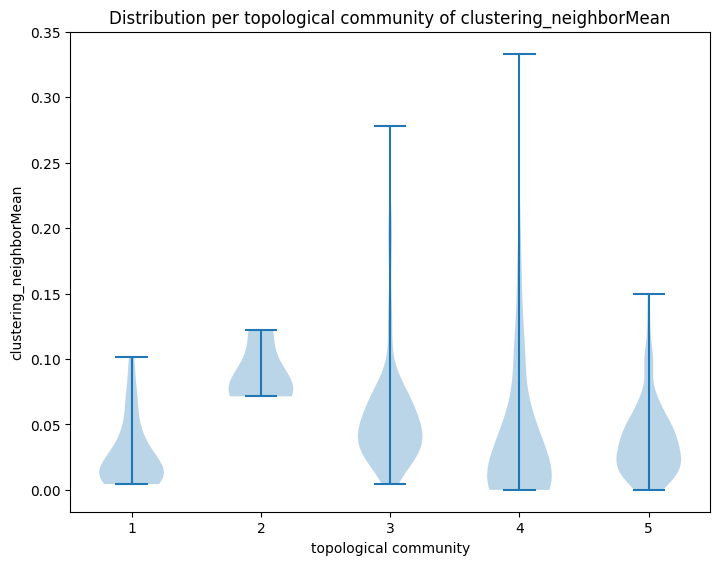 Distribution per topological community of clustering_neighborMean
0.35
0.30
0.25
0.20
0.15
0.10
0.05
0.00
clustering_neighborMean
1 2 3 4 5
topological community